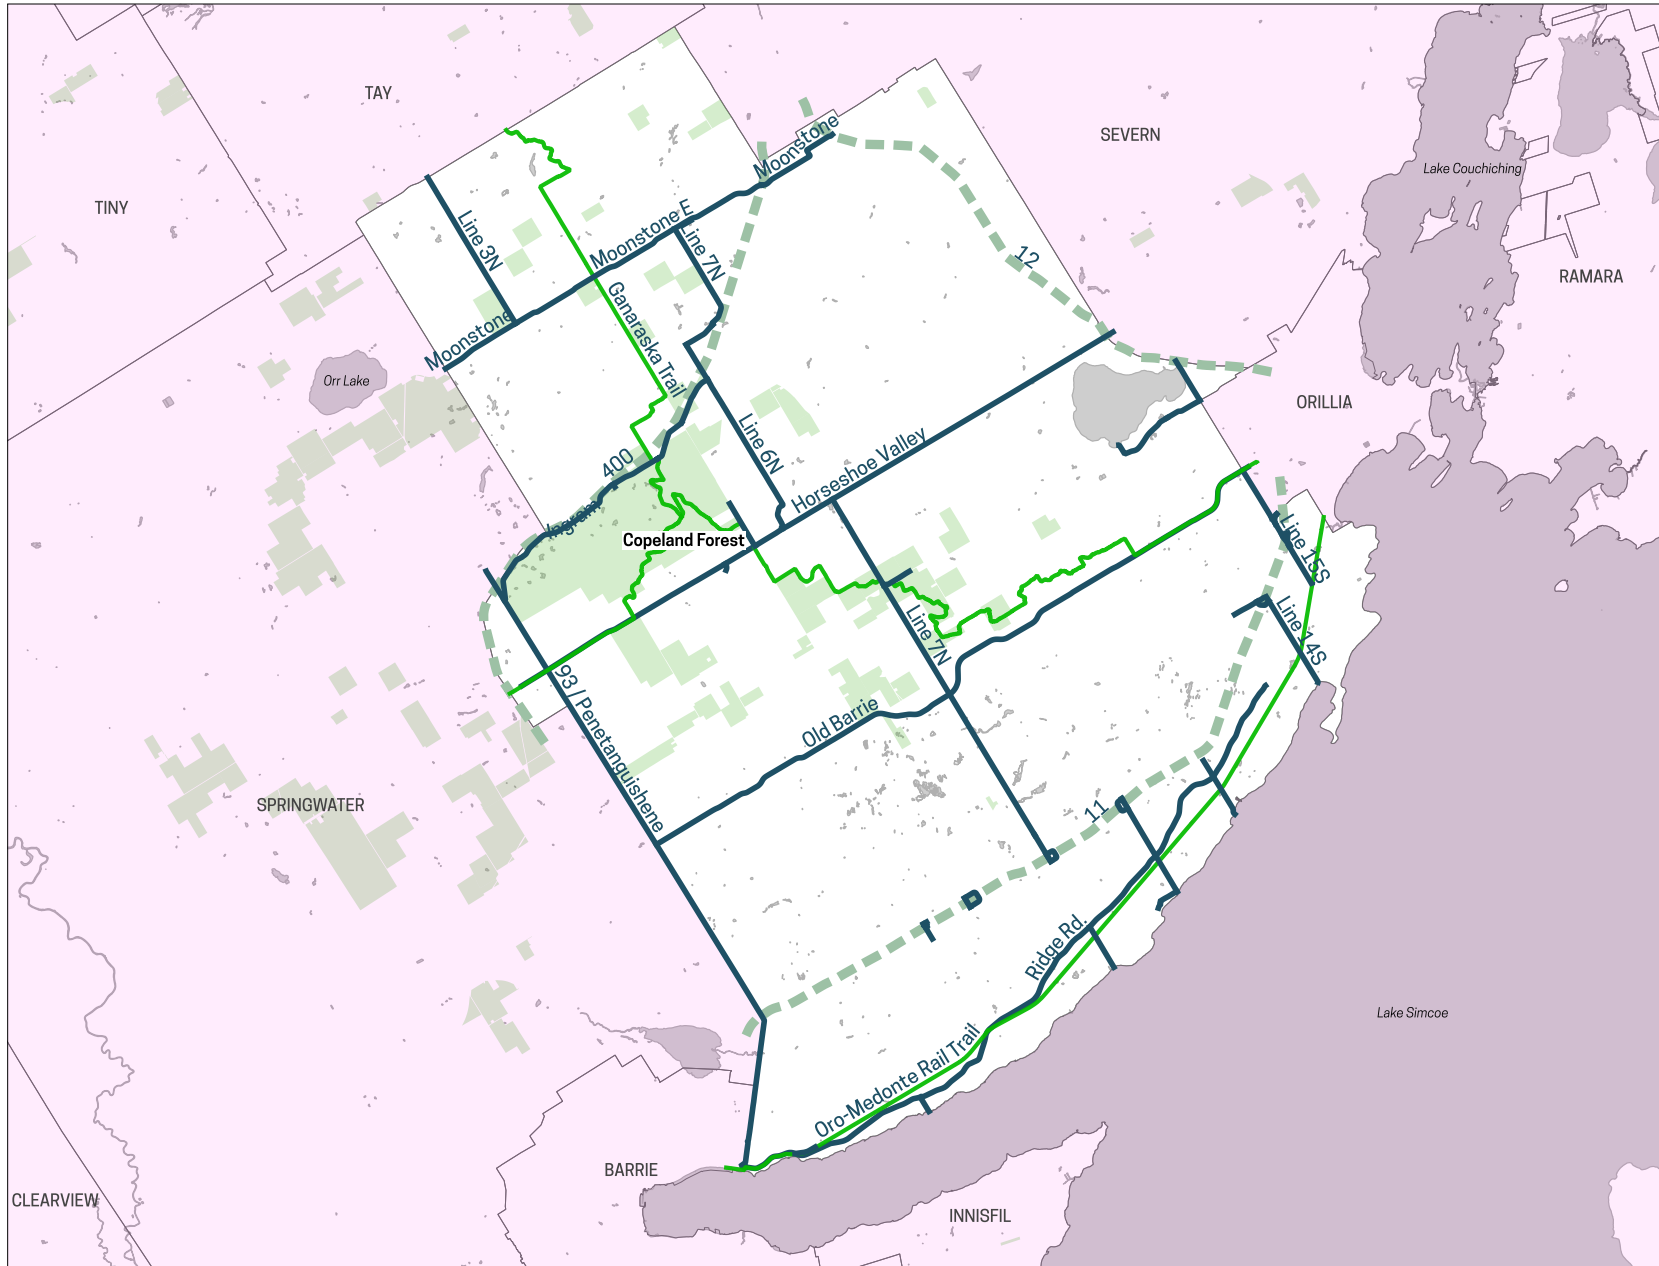 TAY
SEVERN
Lake Couchiching
TINY
RAMARA
Moonstone
Moonstone E
Line 3N
Line 7N
12
Ganaraska Trail
Moonstone
Orr Lake
ORILLIA
Line 6N
Horseshoe Valley
400
Ingram
Copeland Forest
Line 15S
Line 14S
Line 7N
93 / Penetanguishene
Old Barrie
SPRINGWATER
11
Ridge Rd.
Lake Simcoe
Oro-Medonte Rail Trail
BARRIE
CLEARVIEW
INNISFIL